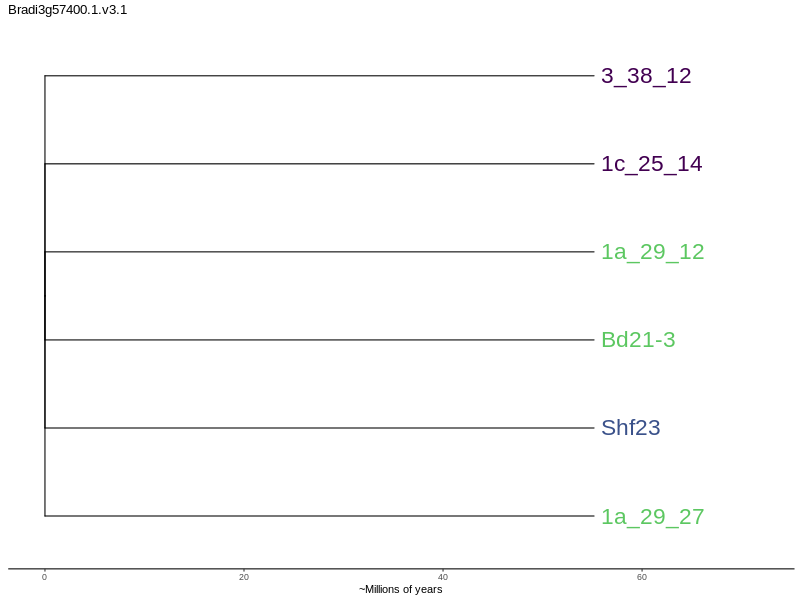 Bradi3g57400.1.v3.1
3_38_12
1c_25_14
1a_29_12
Bd21-3
Shf23
1a_29_27
0 20 40 60
~Millions of years